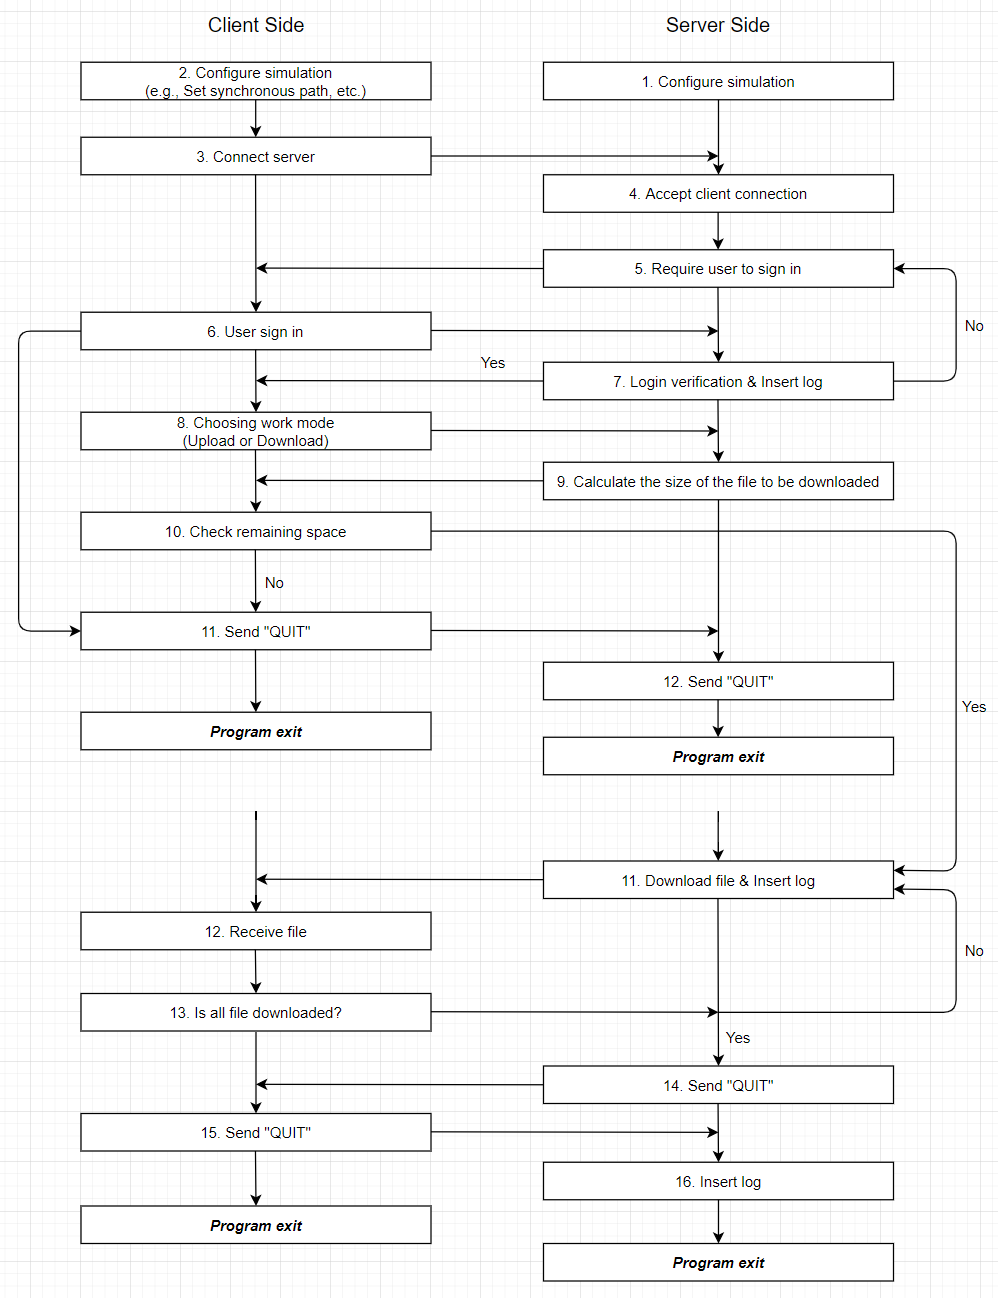 Client Side
Server Side
2. Configure simulation
(e.g., Set synchronous path, etc.)
1. Configure simulation
3. Connect server
4. Accept client connection
5. Require user to sign in
No
6. User sign in
Yes
7. Login verification & Insert log
8. Choosing work mode
(Upload or Download)
9. Calculate the size of the file to be downloaded
10. Check remaining space
No
11. Send "QUIT"
12. Send "QUIT"
Yes
Program exit
Program exit
11. Download file & Insert log
12. Receive file
No
13. Is all file downloaded?
Yes
14. Send "QUIT"
15. Send "QUIT"
16. Insert log
Program exit
Program exit